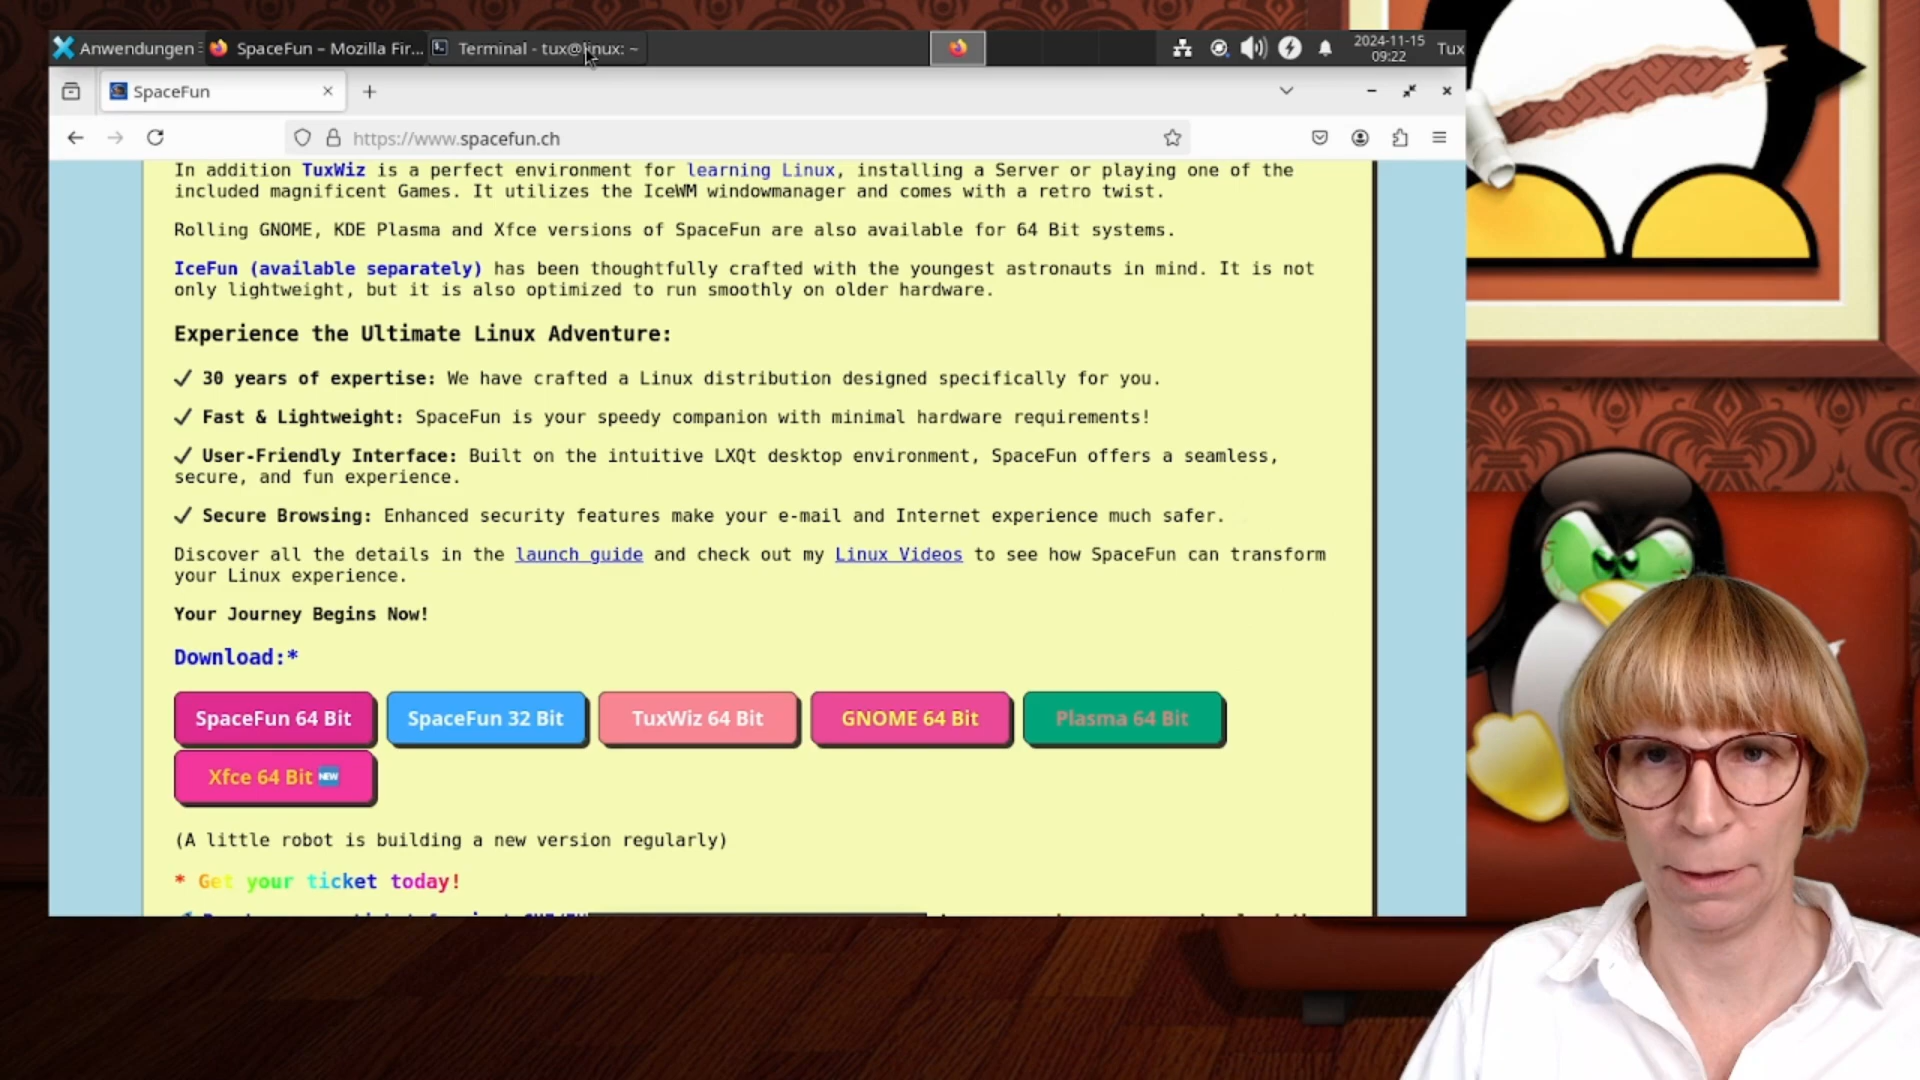 Anwendungen
SpaceFun – Mozilla Fir...
Terminal - tux@linux: ~
2024-11-15
09:22
Tux
SpaceFun
https://www.spacefun.ch
In addition TuxWiz is a perfect environment for learning Linux, installing a Server or playing one of the
included magnificent Games. It utilizes the IceWM windowmanager and comes with a retro twist.
Rolling GNOME, KDE Plasma and Xfce versions of SpaceFun are also available for 64 Bit systems.
IceFun (available separately) has been thoughtfully crafted with the youngest astronauts in mind. It is not
only lightweight, but it is also optimized to run smoothly on older hardware.
Experience the Ultimate Linux Adventure:
✓ 30 years of expertise: We have crafted a Linux distribution designed specifically for you.
✓ Fast & Lightweight: SpaceFun is your speedy companion with minimal hardware requirements!
✓ User-Friendly Interface: Built on the intuitive LXQt desktop environment, SpaceFun offers a seamless,
secure, and fun experience.
✓ Secure Browsing: Enhanced security features make your e-mail and Internet experience much safer.
Discover all the details in the launch guide and check out my Linux Videos to see how SpaceFun can transform
your Linux experience.
Your Journey Begins Now!
Download:*
SpaceFun 64 Bit
SpaceFun 32 Bit
TuxWiz 64 Bit
GNOME 64 Bit
Plasma 64 Bit
Xfce 64 Bit NEW
(A little robot is building a new version regularly)
* Get your ticket today!